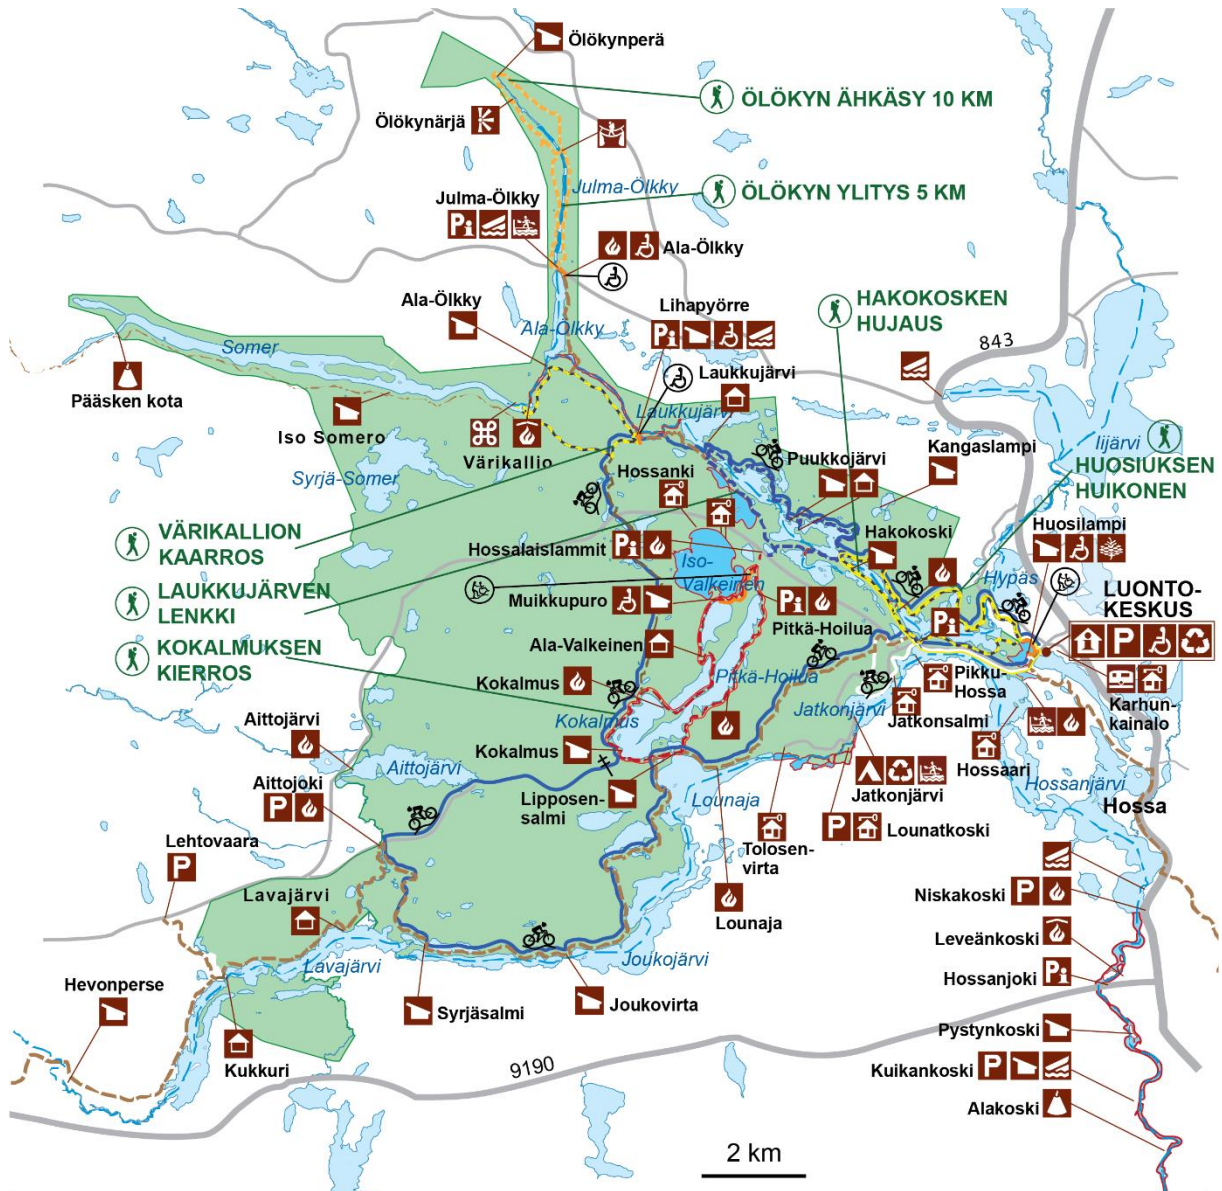 Ölökynperä
ÖLÖKYN ÄHKÄSY 10 KM
Ölökynärjä
Julma-Ölkky
ÖLÖKYN YLITYS 5 KM
Julma-Ölkky
P i
Ala-Ölkky
HAKOKOSKEN
HUJAUS
Ala-Ölkky
Lihapyörre
P i
Ala-Ölkky
843
Somer
Laukkujärvi
Pääsken kota
Iso Somero
Laukkujärvi
Värikallio
Iijärvi
Kangaslampi
HUOSIUKSEN
HUIKONEN
Syrjä-Somer
Hossanki
Puukkojärvi
VÄRIKALLION
KAARROS
Hakokoski
Huosilampi
Hossalaislammit
P i
Iso-
Valkeinen
Hypäs
LUONTO-
KESKUS
P
LAUKKUJÄRVEN
LENKKI
Muikkupuro
P i
Pitkä-Hoilua
P i
KOKALMUKSEN
KIERROS
Ala-Valkeinen
Pitkä-Hoilua
Pikku-
Hossa
Karhun-
kainalo
Kokalmus
Kokalmus
Jatkonjärvi
Jatkonsalmi
Aittojärvi
Kokalmus
Hossaari
Aittojärvi
Hossanjärvi
Aittojoki
P
Lipposen-
salmi
Lounaja
Jatkonjärvi
Hossa
Lehtovaara
P
Tolosen-
virta
P
Lounatkoski
Lavajärvi
Lounaja
Niskakoski
P
Leveänkoski
Lavajärvi
Joukojärvi
Hossanjoki
P i
Hevonperse
Syrjäsalmi
Joukovirta
Pystynkoski
Kukkuri
9190
Kuikankoski
P
Alakoski
2 km